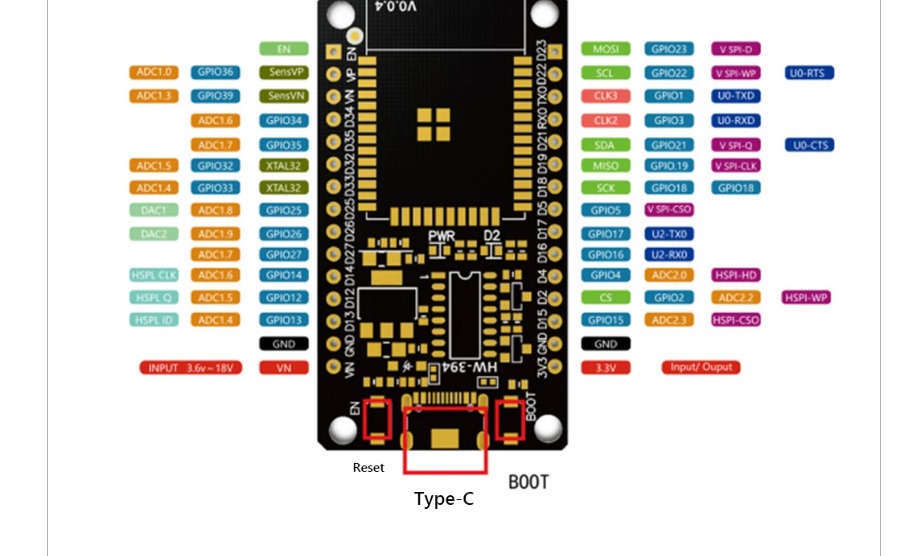 V0.0.4
EN
EN
D23
MOSI
GPIO23
V SPI-D
ADC1.0
GPIO36
SensVP
VP
D22
SCL
GPIO22
V SPI-WP
U0-RTS
ADC1.3
GPIO39
SensVN
VN
TX0
CLK3
GPIO1
U0-TXD
ADC1.6
GPIO34
D34
RX0
CLK2
GPIO3
U0-RXD
ADC1.7
GPIO35
D35
D21
SDA
GPIO21
V SPI-Q
U0-CTS
ADC1.5
GPIO32
XTAL32
D32
D19
MISO
GPIO.19
V SPI-CLK
ADC1.4
GPIO33
XTAL32
D33
D18
SCK
GPIO18
GPIO18
DAC1
ADC1.8
GPIO25
D25
D5
GPIO5
V SPI-CSO
DAC2
ADC1.9
GPIO26
D26
D17
GPIO17
U2-TX0
PWR
D2
ADC1.7
GPIO27
D27
D16
GPIO16
U2-RX0
HSPL CLK
ADC1.6
GPIO14
D14
1
D4
GPIO4
ADC2.0
HSPI-HD
HSPL Q
ADC1.5
GPIO12
D12
D2
CS
GPIO2
ADC2.2
HSPI-WP
HSPL ID
ADC1.4
GPIO13
D13
D15
GPIO15
ADC2.3
HSPI-CSO
GND
GND
GND
GND
INPUT 3.6v~18V
VN
VIN
HW-394
3V3
3.3V
Input/ Ouput
EN
BOOT
Reset
BOOT
Type-C